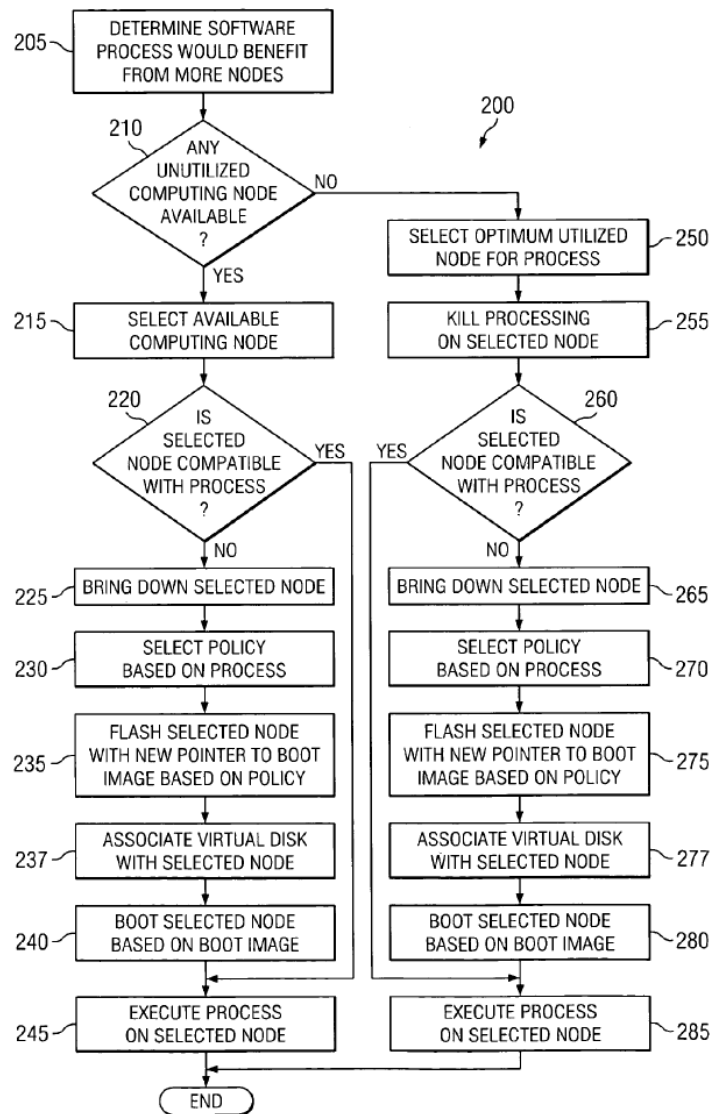 205
DETERMINE SOFTWARE
PROCESS WOULD BENEFIT
FROM MORE NODES
200
210
ANY
UNUTILIZED
COMPUTING NODE
AVAILABLE
?
NO
YES
215
SELECT AVAILABLE
COMPUTING NODE
220
IS
SELECTED
NODE COMPATIBLE
WITH PROCESS
?
YES
NO
225
BRING DOWN SELECTED NODE
230
SELECT POLICY
BASED ON PROCESS
235
FLASH SELECTED NODE
WITH NEW POINTER TO BOOT
IMAGE BASED ON POLICY
237
ASSOCIATE VIRTUAL DISK
WITH SELECTED NODE
240
BOOT SELECTED NODE
BASED ON BOOT IMAGE
245
EXECUTE PROCESS
ON SELECTED NODE
SELECT OPTIMUM UTILIZED
NODE FOR PROCESS
250
KILL PROCESSING
ON SELECTED NODE
255
260
IS
SELECTED
NODE COMPATIBLE
WITH PROCESS
?
YES
NO
BRING DOWN SELECTED NODE
265
SELECT POLICY
BASED ON PROCESS
270
FLASH SELECTED NODE
WITH NEW POINTER TO BOOT
IMAGE BASED ON POLICY
275
ASSOCIATE VIRTUAL DISK
WITH SELECTED NODE
277
BOOT SELECTED NODE
BASED ON BOOT IMAGE
280
EXECUTE PROCESS
ON SELECTED NODE
285
END